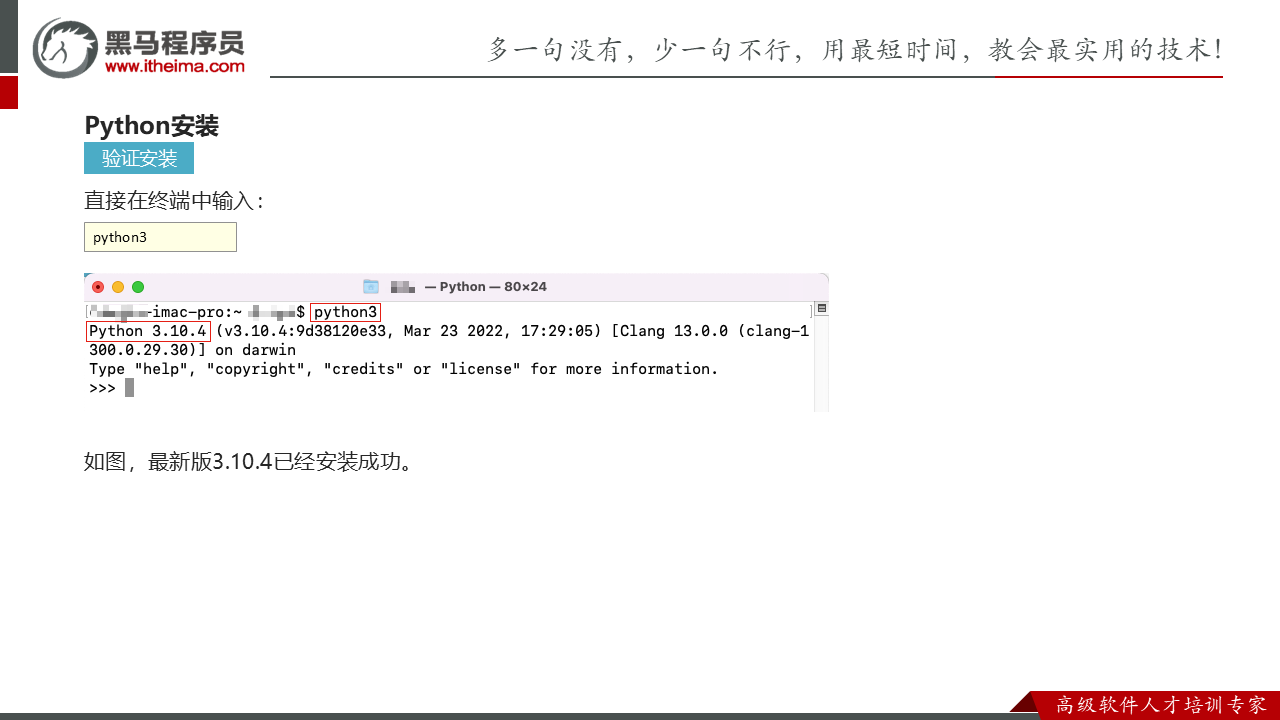 黑马程序员
www.itheima.com
多一句没有，少一句不行，用最短时间，教会最实用的技术！
Python安装
验证安装
直接在终端中输入：
python3
— Python — 80×24
-imac-pro:~ $ python3
Python 3.10.4 (v3.10.4:9d38120e33, Mar 23 2022, 17:29:05) [Clang 13.0.0 (clang-1
300.0.29.30)] on darwin
Type "help", "copyright", "credits" or "license" for more information.
>>>
如图，最新版3.10.4已经安装成功。
高级软件人才培训专家